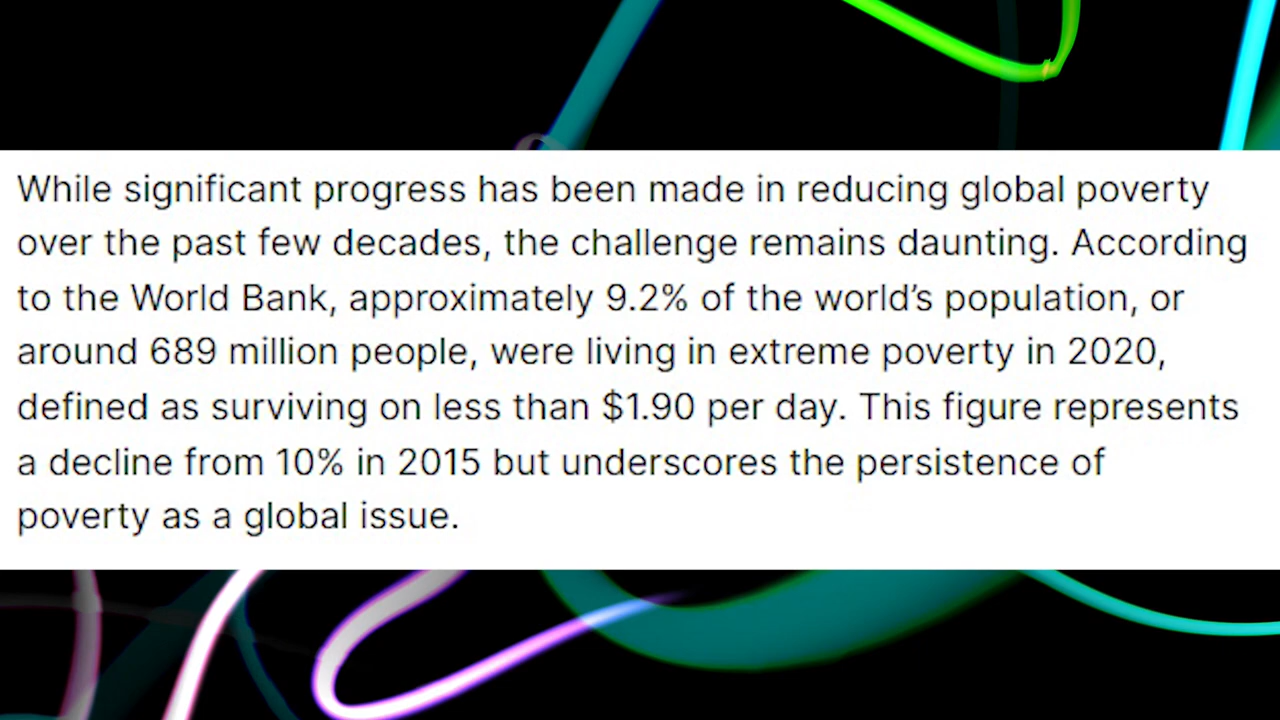 While significant progress has been made in reducing global poverty
over the past few decades, the challenge remains daunting. According
to the World Bank, approximately 9.2% of the world’s population, or
around 689 million people, were living in extreme poverty in 2020,
defined as surviving on less than $1.90 per day. This figure represents
a decline from 10% in 2015 but underscores the persistence of
poverty as a global issue.